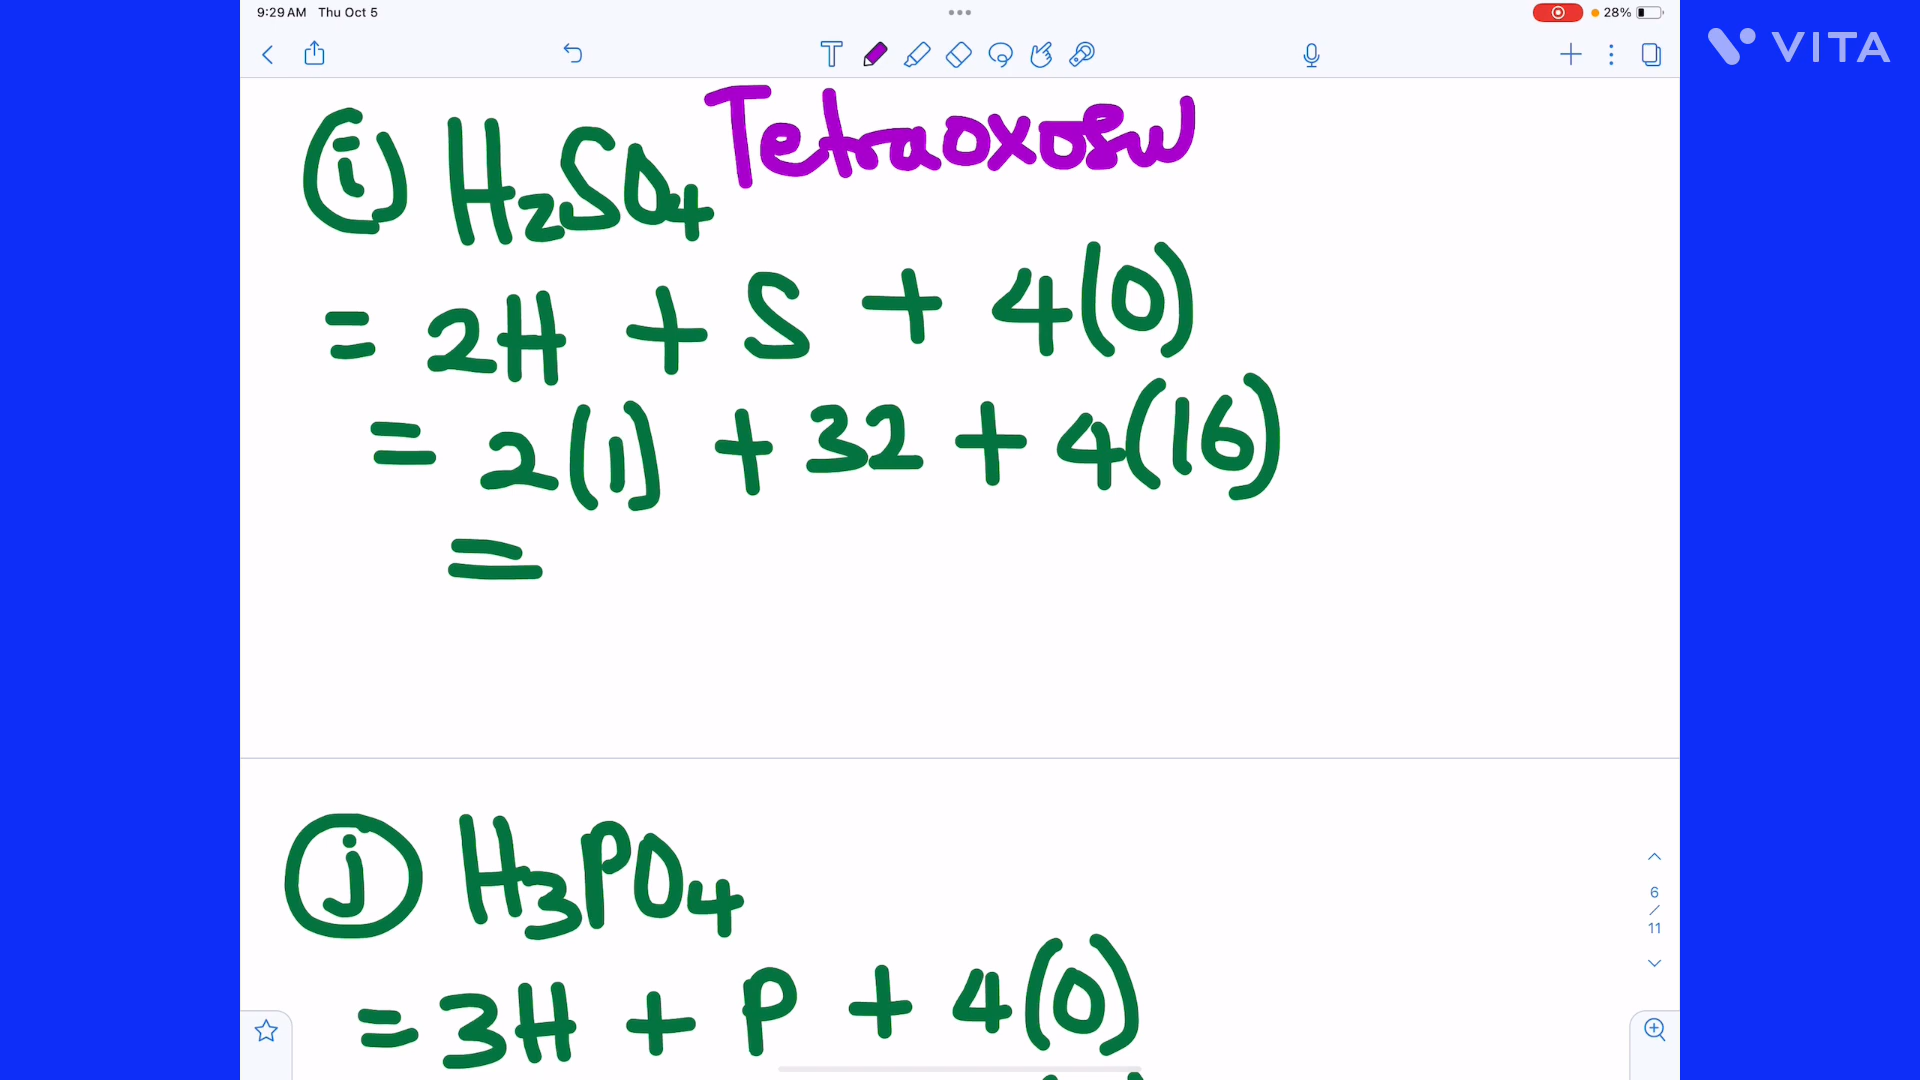 9:29 AM Thu Oct 5
28%
VITA
(i) H₂SO₄ Tetraoxosu
= 2H + S + 4(O)
= 2(1) + 32 + 4(16)
=
(j) H₃PO₄
= 3H + P + 4(O)
6
/
11